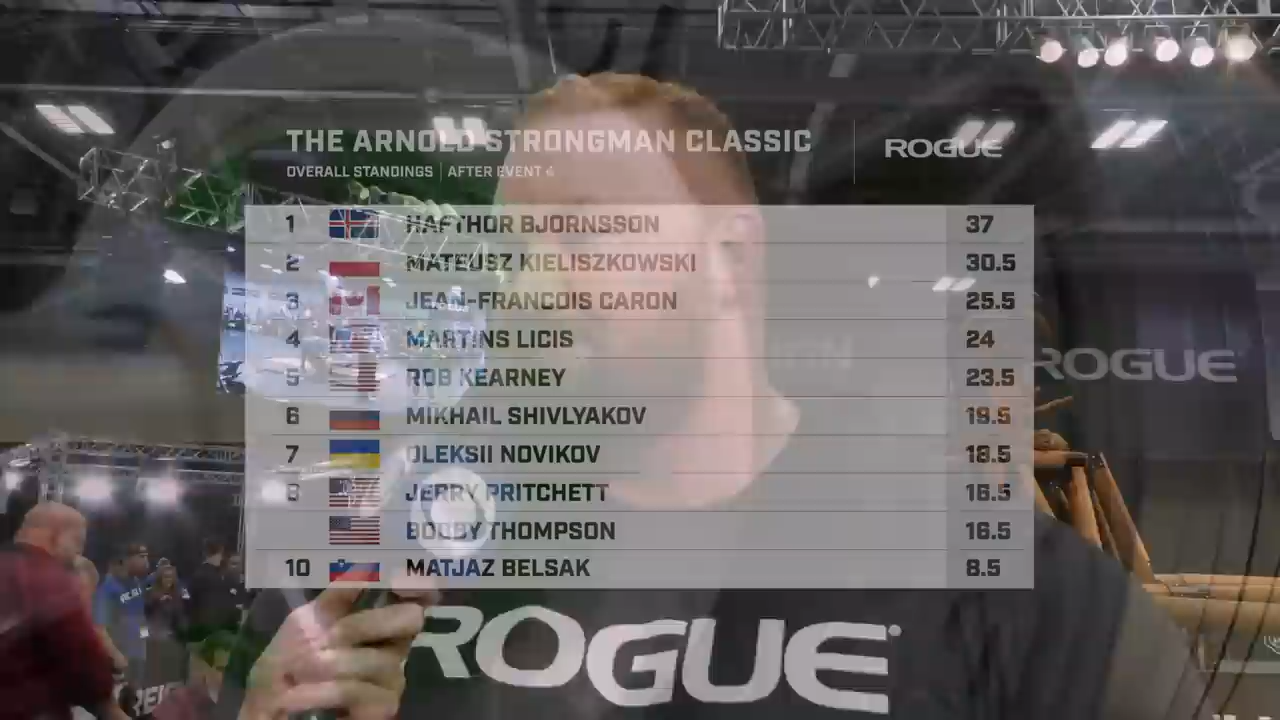 THE ARNOLD STRONGMAN CLASSIC
ROGUE
OVERALL STANDINGS | AFTER EVENT 4
1 HAFTHOR BJORNSSON 37
2 MATEUSZ KIELISZKOWSKI 30.5
3 JEAN-FRANCOIS CARON 25.5
4 MARTINS LICIS 24
5 ROB KEARNEY 23.5
6 MIKHAIL SHIVLYAKOV 19.5
7 OLEKSII NOVIKOV 18.5
8 JERRY PRITCHETT 16.5
BOBBY THOMPSON 16.5
10 MATJAZ BELSAK 8.5
ROGUE
ROGUE